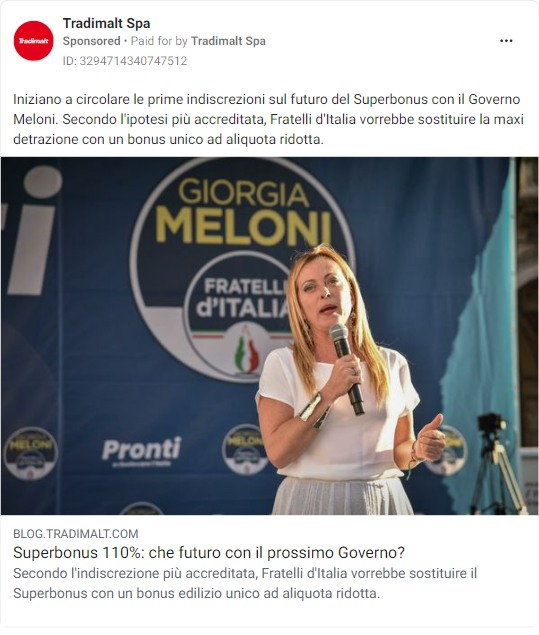 Tradimalt
Tradimalt Spa
Sponsored • Paid for by Tradimalt Spa
ID: 3294714340747512
Iniziano a circolare le prime indiscrezioni sul futuro del Superbonus con il Governo
Meloni. Secondo l'ipotesi più accreditata, Fratelli d'Italia vorrebbe sostituire la maxi
detrazione con un bonus unico ad aliquota ridotta.
GIORGIA
MELONI
FRATELLI
d'ITALIA
MELONI
Pronti
a risollevare l'Italia
MELONI
BLOG.TRADIMALT.COM
Superbonus 110%: che futuro con il prossimo Governo?
Secondo l'indiscrezione più accreditata, Fratelli d'Italia vorrebbe sostituire il
Superbonus con un bonus edilizio unico ad aliquota ridotta.